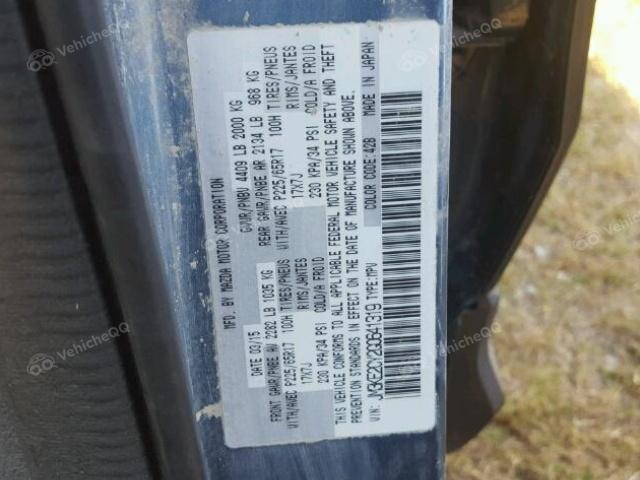 MFD. BY MAZDA MOTOR CORPORATION
DATE 03/15 GVWR/PNBV 4409 LB 2000 KG
FRONT GAWR/PNBE AV 2282 LB 1035 KG REAR GAWR/PNBE AR 2134 LB 968 KG
WITH/AVEC P225/65R17 100H TIRES/PNEUS WITH/AVEC P225/65R17 100H TIRES/PNEUS
17X7J RIMS/JANTES 17X7J RIMS/JANTES
230 KPA/34 PSI COLD/A FROID 230 KPA/34 PSI COLD/A FROID
THIS VEHICLE CONFORMS TO ALL APPLICABLE FEDERAL MOTOR VEHICLE SAFETY AND THEFT
PREVENTION STANDARDS IN EFFECT ON THE DATE OF MANUFACTURE SHOWN ABOVE.
VIN: JM3KE2CY2G0641319 TYPE: MPV COLOR CODE: 42B MADE IN JAPAN